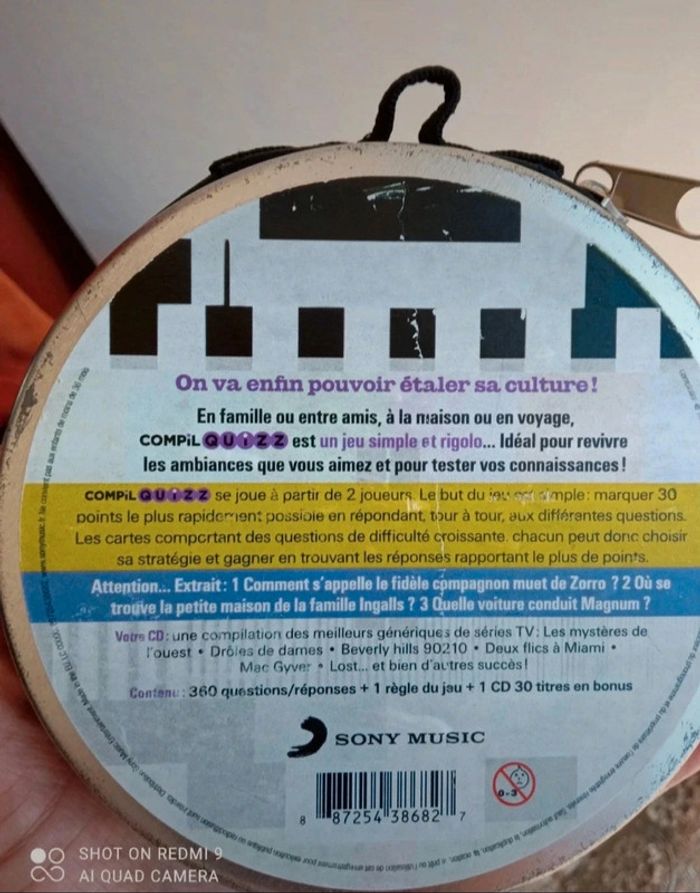 On va enfin pouvoir étaler sa culture!
En famille ou entre amis, à la maison ou en voyage,
COMPiL QUiZZ est un jeu simple et rigolo... Idéal pour revivre
les ambiances que vous aimez et pour tester vos connaissances!
COMPiL QUiZZ se joue à partir de 2 joueurs. Le but du jeu est simple: marquer 30
points le plus rapidement possible en répondant, tour à tour, aux différentes questions.
Les cartes comportant des questions de difficulté croissante, chacun peut donc choisir
sa stratégie et gagner en trouvant les réponses rapportant le plus de points.
Attention... Extrait: 1 Comment s'appelle le fidèle compagnon muet de Zorro ? 2 Où se
trouve la petite maison de la famille Ingalls ? 3 Quelle voiture conduit Magnum ?
Votre CD: une compilation des meilleurs génériques de séries TV: Les mystères de
l'ouest • Drôles de dames • Beverly hills 90210 • Deux flics à Miami •
Mac Gyver • Lost... et bien d'autres succès!
Contenu: 360 questions/réponses + 1 règle du jeu + 1 CD 30 titres en bonus
SONY MUSIC
0-3
8 87254 38682 7
SHOT ON REDMI 9
AI QUAD CAMERA